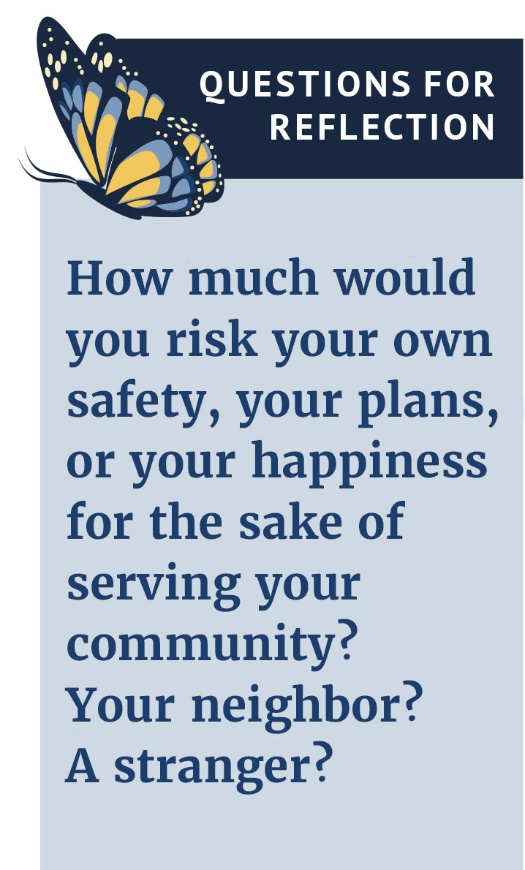 QUESTIONS FOR
REFLECTION
How much would
you risk your own
safety, your plans,
or your happiness
for the sake of
serving your
community?
Your neighbor?
A stranger?